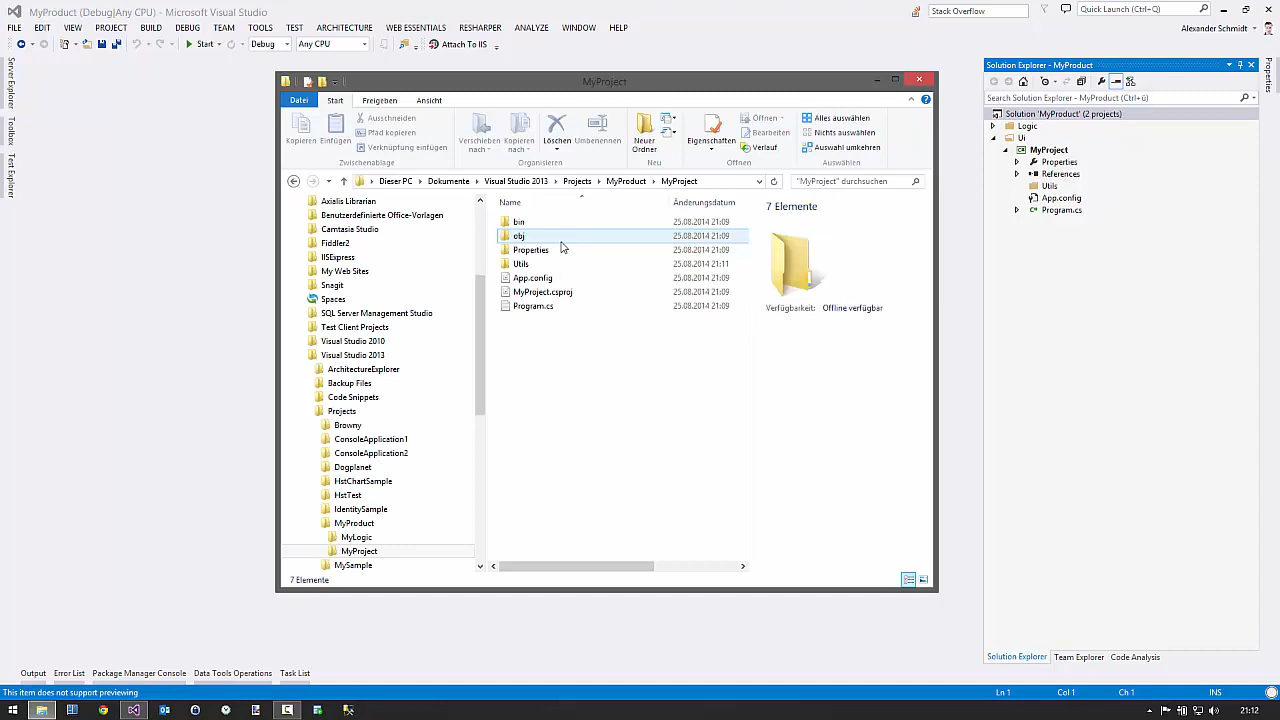 MyProduct (Debug|Any CPU) - Microsoft Visual Studio
Stack Overflow
Quick Launch (Ctrl+Q)
FILE EDIT VIEW PROJECT BUILD DEBUG TEAM TOOLS TEST ARCHITECTURE WEB ESSENTIALS RESHARPER ANALYZE WINDOW HELP
Alexander Schmidt
Start Debug Any CPU Attach To IIS
Server Explorer
Toolbox
Test Explorer
MyProject
Datei Start Freigeben Ansicht
Kopieren
Einfügen
Ausschneiden
Pfad kopieren
Verknüpfung einfügen
Zwischenablage
Verschieben nach
Kopieren nach
Löschen
Umbenennen
Organisieren
Neuer Ordner
Neu
Eigenschaften
Öffnen
Bearbeiten
Verlauf
Öffnen
Alles auswählen
Nichts auswählen
Auswahl umkehren
Auswählen
Dieser PC Dokumente Visual Studio 2013 Projects MyProduct MyProject
"MyProject" durchsuchen
Axialis Librarian
Benutzerdefinierte Office-Vorlagen
Camtasia Studio
Fiddler2
IISExpress
My Web Sites
Snagit
Spaces
SQL Server Management Studio
Test Client Projects
Visual Studio 2010
Visual Studio 2013
ArchitectureExplorer
Backup Files
Code Snippets
Projects
Browny
ConsoleApplication1
ConsoleApplication2
Dogplanet
HstChartSample
HstTest
IdentitySample
MyProduct
MyLogic
MyProject
MySample
Name Änderungsdatum
bin 25.08.2014 21:09
obj 25.08.2014 21:09
Properties 25.08.2014 21:09
Utils 25.08.2014 21:11
App.config 25.08.2014 21:09
MyProject.csproj 25.08.2014 21:09
Program.cs 25.08.2014 21:09
7 Elemente
Verfügbarkeit: Offline verfügbar
7 Elemente
Solution Explorer - MyProduct
Search Solution Explorer - MyProduct (Ctrl+ü)
Solution 'MyProduct' (2 projects)
Logic
Ui
MyProject
Properties
References
Utils
App.config
Program.cs
Properties
Solution Explorer Team Explorer Code Analysis
Output Error List Package Manager Console Data Tools Operations Task List
This item does not support previewing
Ln 1 Col 1 Ch 1 INS
21:12